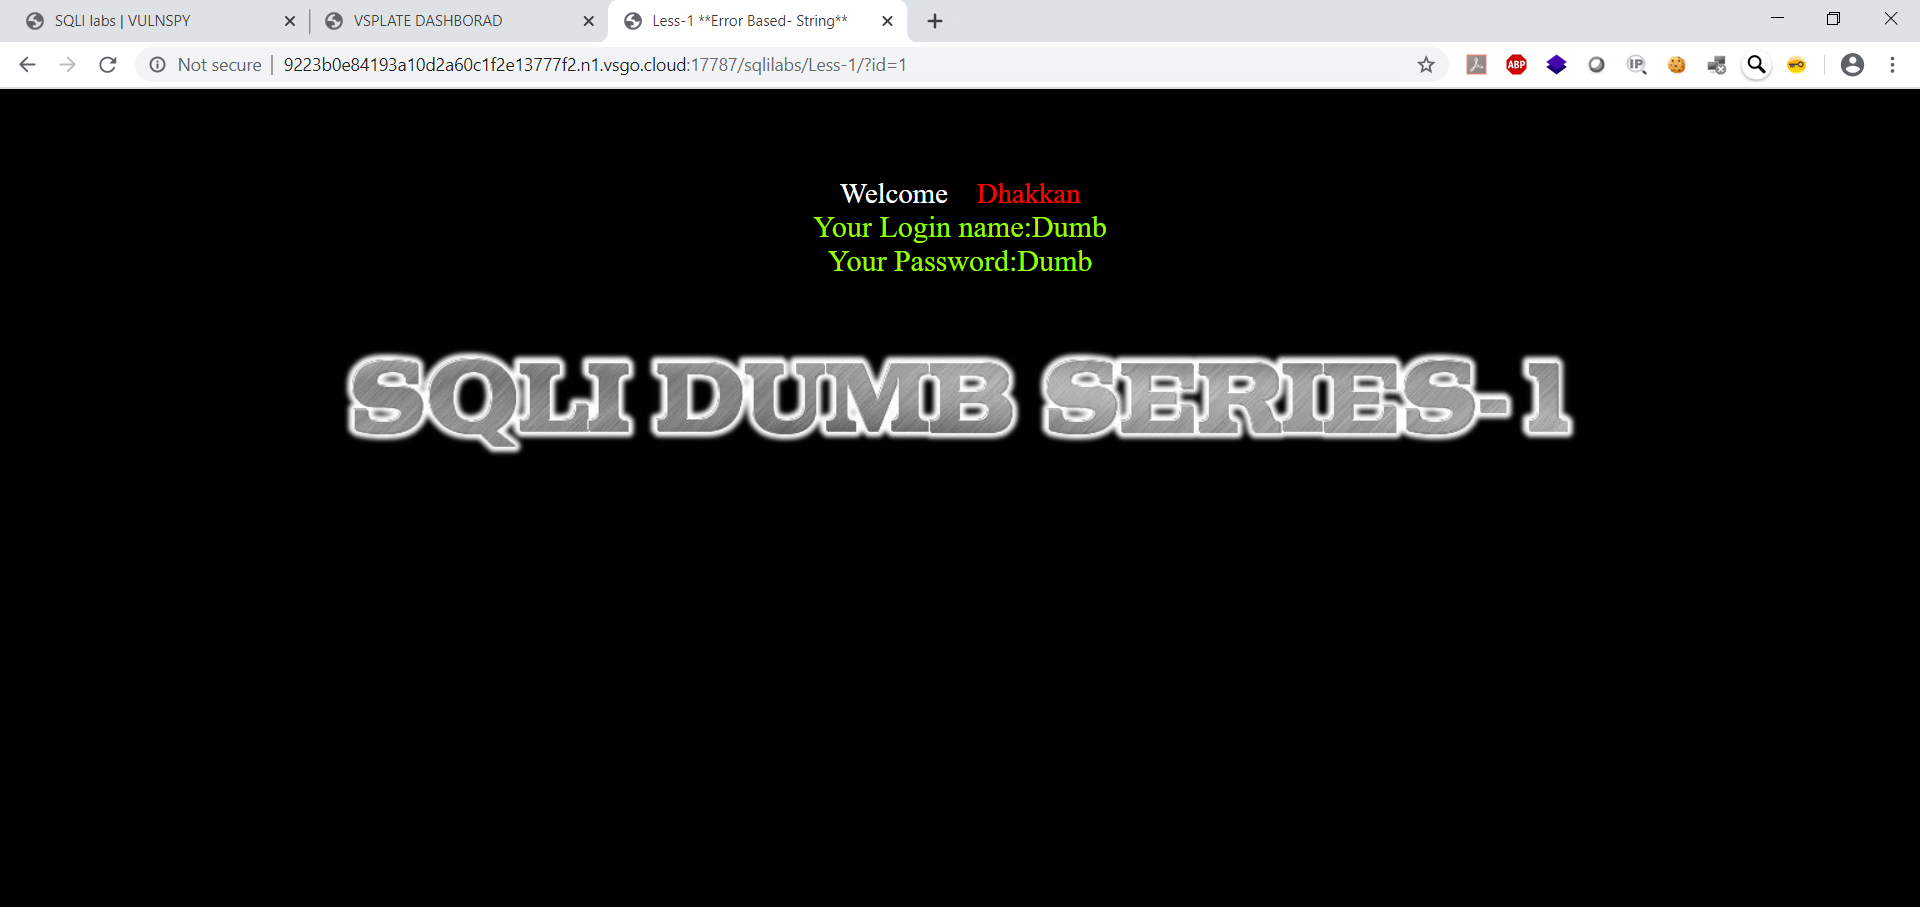 SQLI labs | VULNSPY
VSPLATE DASHBORAD
Less-1 **Error Based- String**
Not secure
9223b0e84193a10d2a60c1f2e13777f2.n1.vsgo.cloud:17787/sqlilabs/Less-1/?id=1
ABP
IP
Welcome Dhakkan
Your Login name:Dumb
Your Password:Dumb
SQLI DUMB SERIES-1